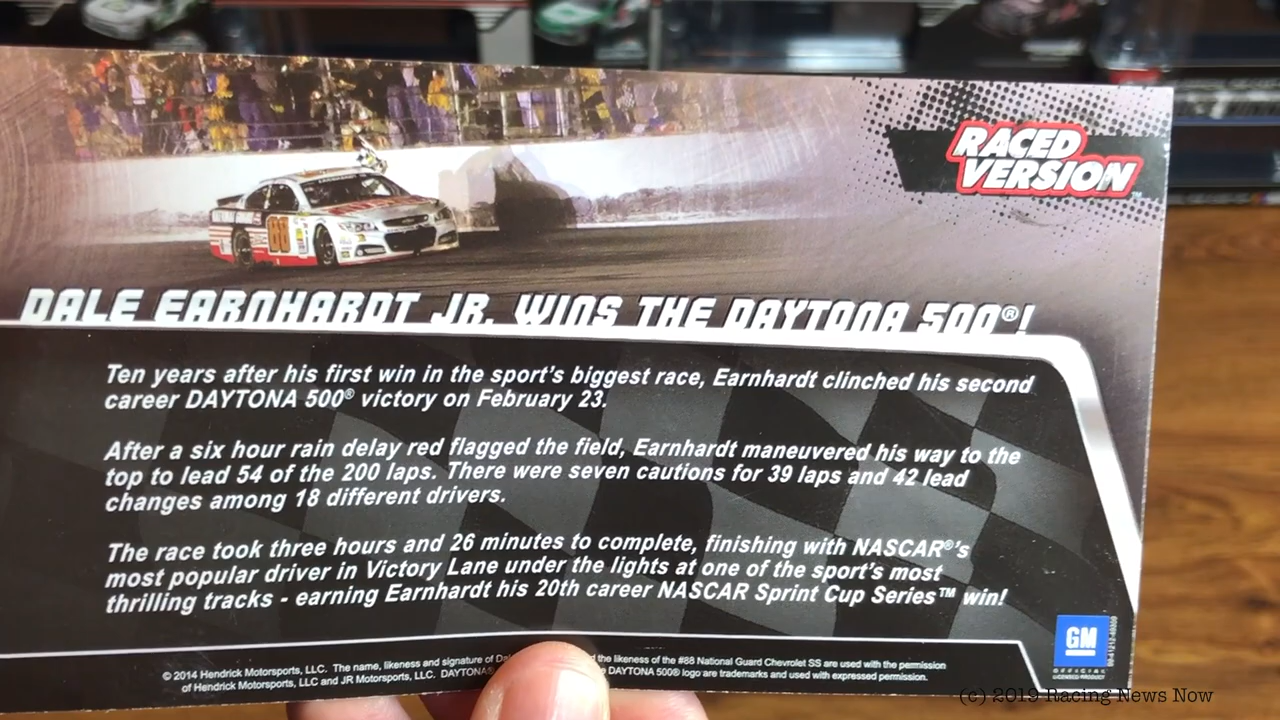 RACED
VERSION™
88
DALE EARNHARDT JR. WINS THE DAYTONA 500®!
Ten years after his first win in the sport's biggest race, Earnhardt clinched his second
career DAYTONA 500® victory on February 23.
After a six hour rain delay red flagged the field, Earnhardt maneuvered his way to the
top to lead 54 of the 200 laps. There were seven cautions for 39 laps and 42 lead
changes among 18 different drivers.
The race took three hours and 26 minutes to complete, finishing with NASCAR®'s
most popular driver in Victory Lane under the lights at one of the sport's most
thrilling tracks - earning Earnhardt his 20th career NASCAR Sprint Cup Series™ win!
GM
© 2014 Hendrick Motorsports, LLC. The name, likeness and signature of the likeness of the #88 National Guard Chevrolet SS are used with the permission
of Hendrick Motorsports, LLC and JR Motorsports, LLC. DAYTONA DAYTONA 500® logo are trademarks and used with expressed permission.
(c) 2019 Racing News Now